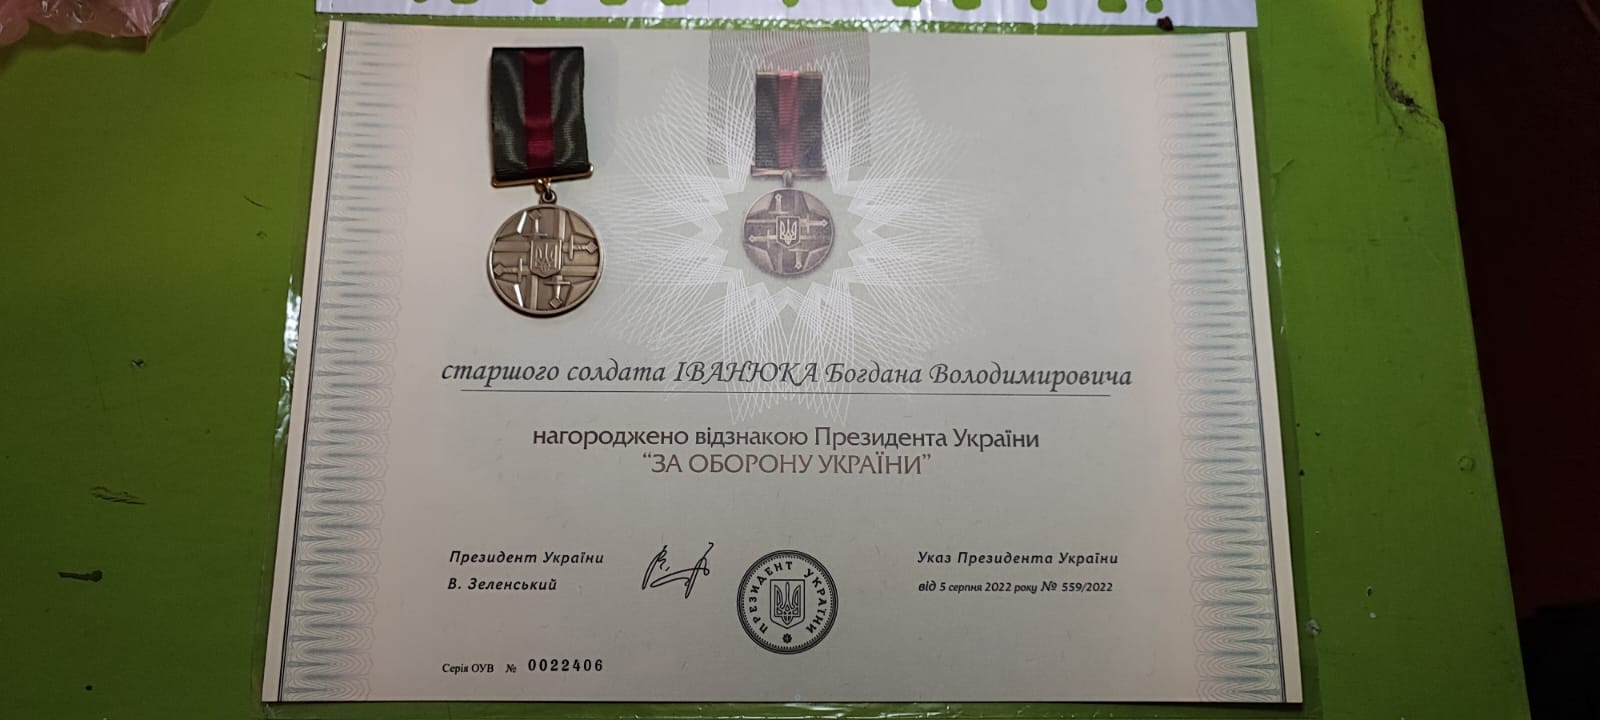 старшого солдата ІВАНЮКА Богдана Володимировича
нагороджено відзнакою Президента України
“ЗА ОБОРОНУ УКРАЇНИ”
Президент України
В. Зеленський
ПРЕЗИДЕНТ УКРАЇНИ
Указ Президента України
від 5 серпня 2022 року № 559/2022
Серія ОУВ № 0022406